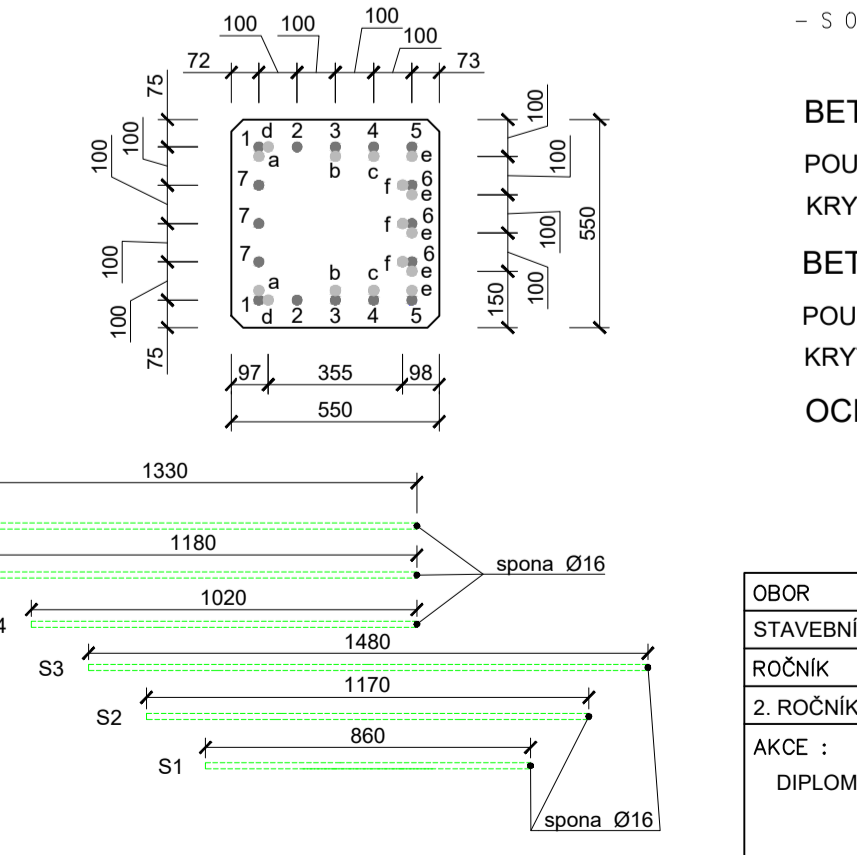 – S O
100
100
100
100
72
73
75
100
100
100
100
75
1
d
2
3
4
5
a
b
c
e
7
f
6
e
7
f
6
e
7
f
6
e
a
b
c
e
1
d
2
3
4
5
100
100
100
100
150
550
97
355
98
550
BET
POU
KRY
BET
POU
KRY
OCH
1330
1180
spona Ø16
4
1020
S3
1480
S2
1170
S1
860
spona Ø16
OBOR
STAVEBNÍ
ROČNÍK
2. ROČNÍK
AKCE :
DIPLOM